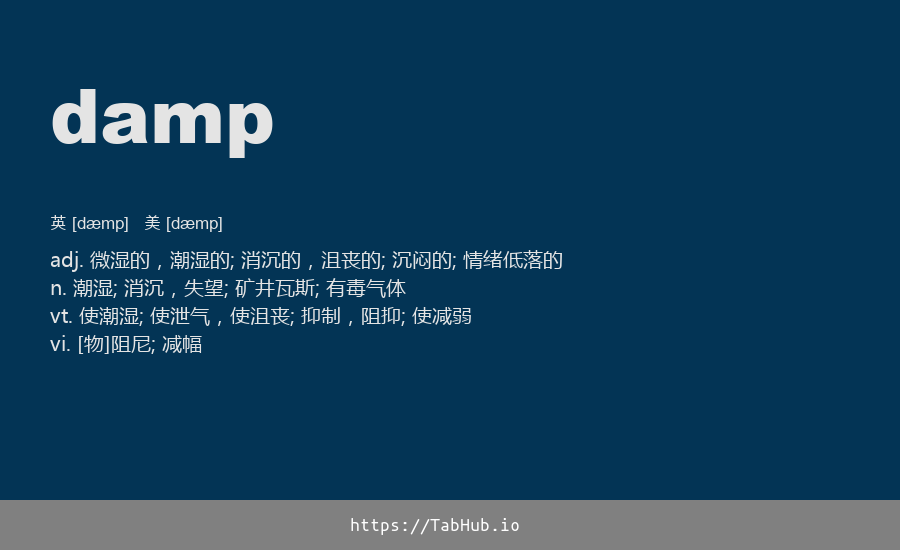 damp
英 [dæmp] 美 [dæmp]
adj. 微湿的，潮湿的; 消沉的，沮丧的; 沉闷的; 情绪低落的
n. 潮湿; 消沉，失望; 矿井瓦斯; 有毒气体
vt. 使潮湿; 使泄气，使沮丧; 抑制，阻抑; 使减弱
vi. [物]阻尼; 减幅
https://TabHub.io